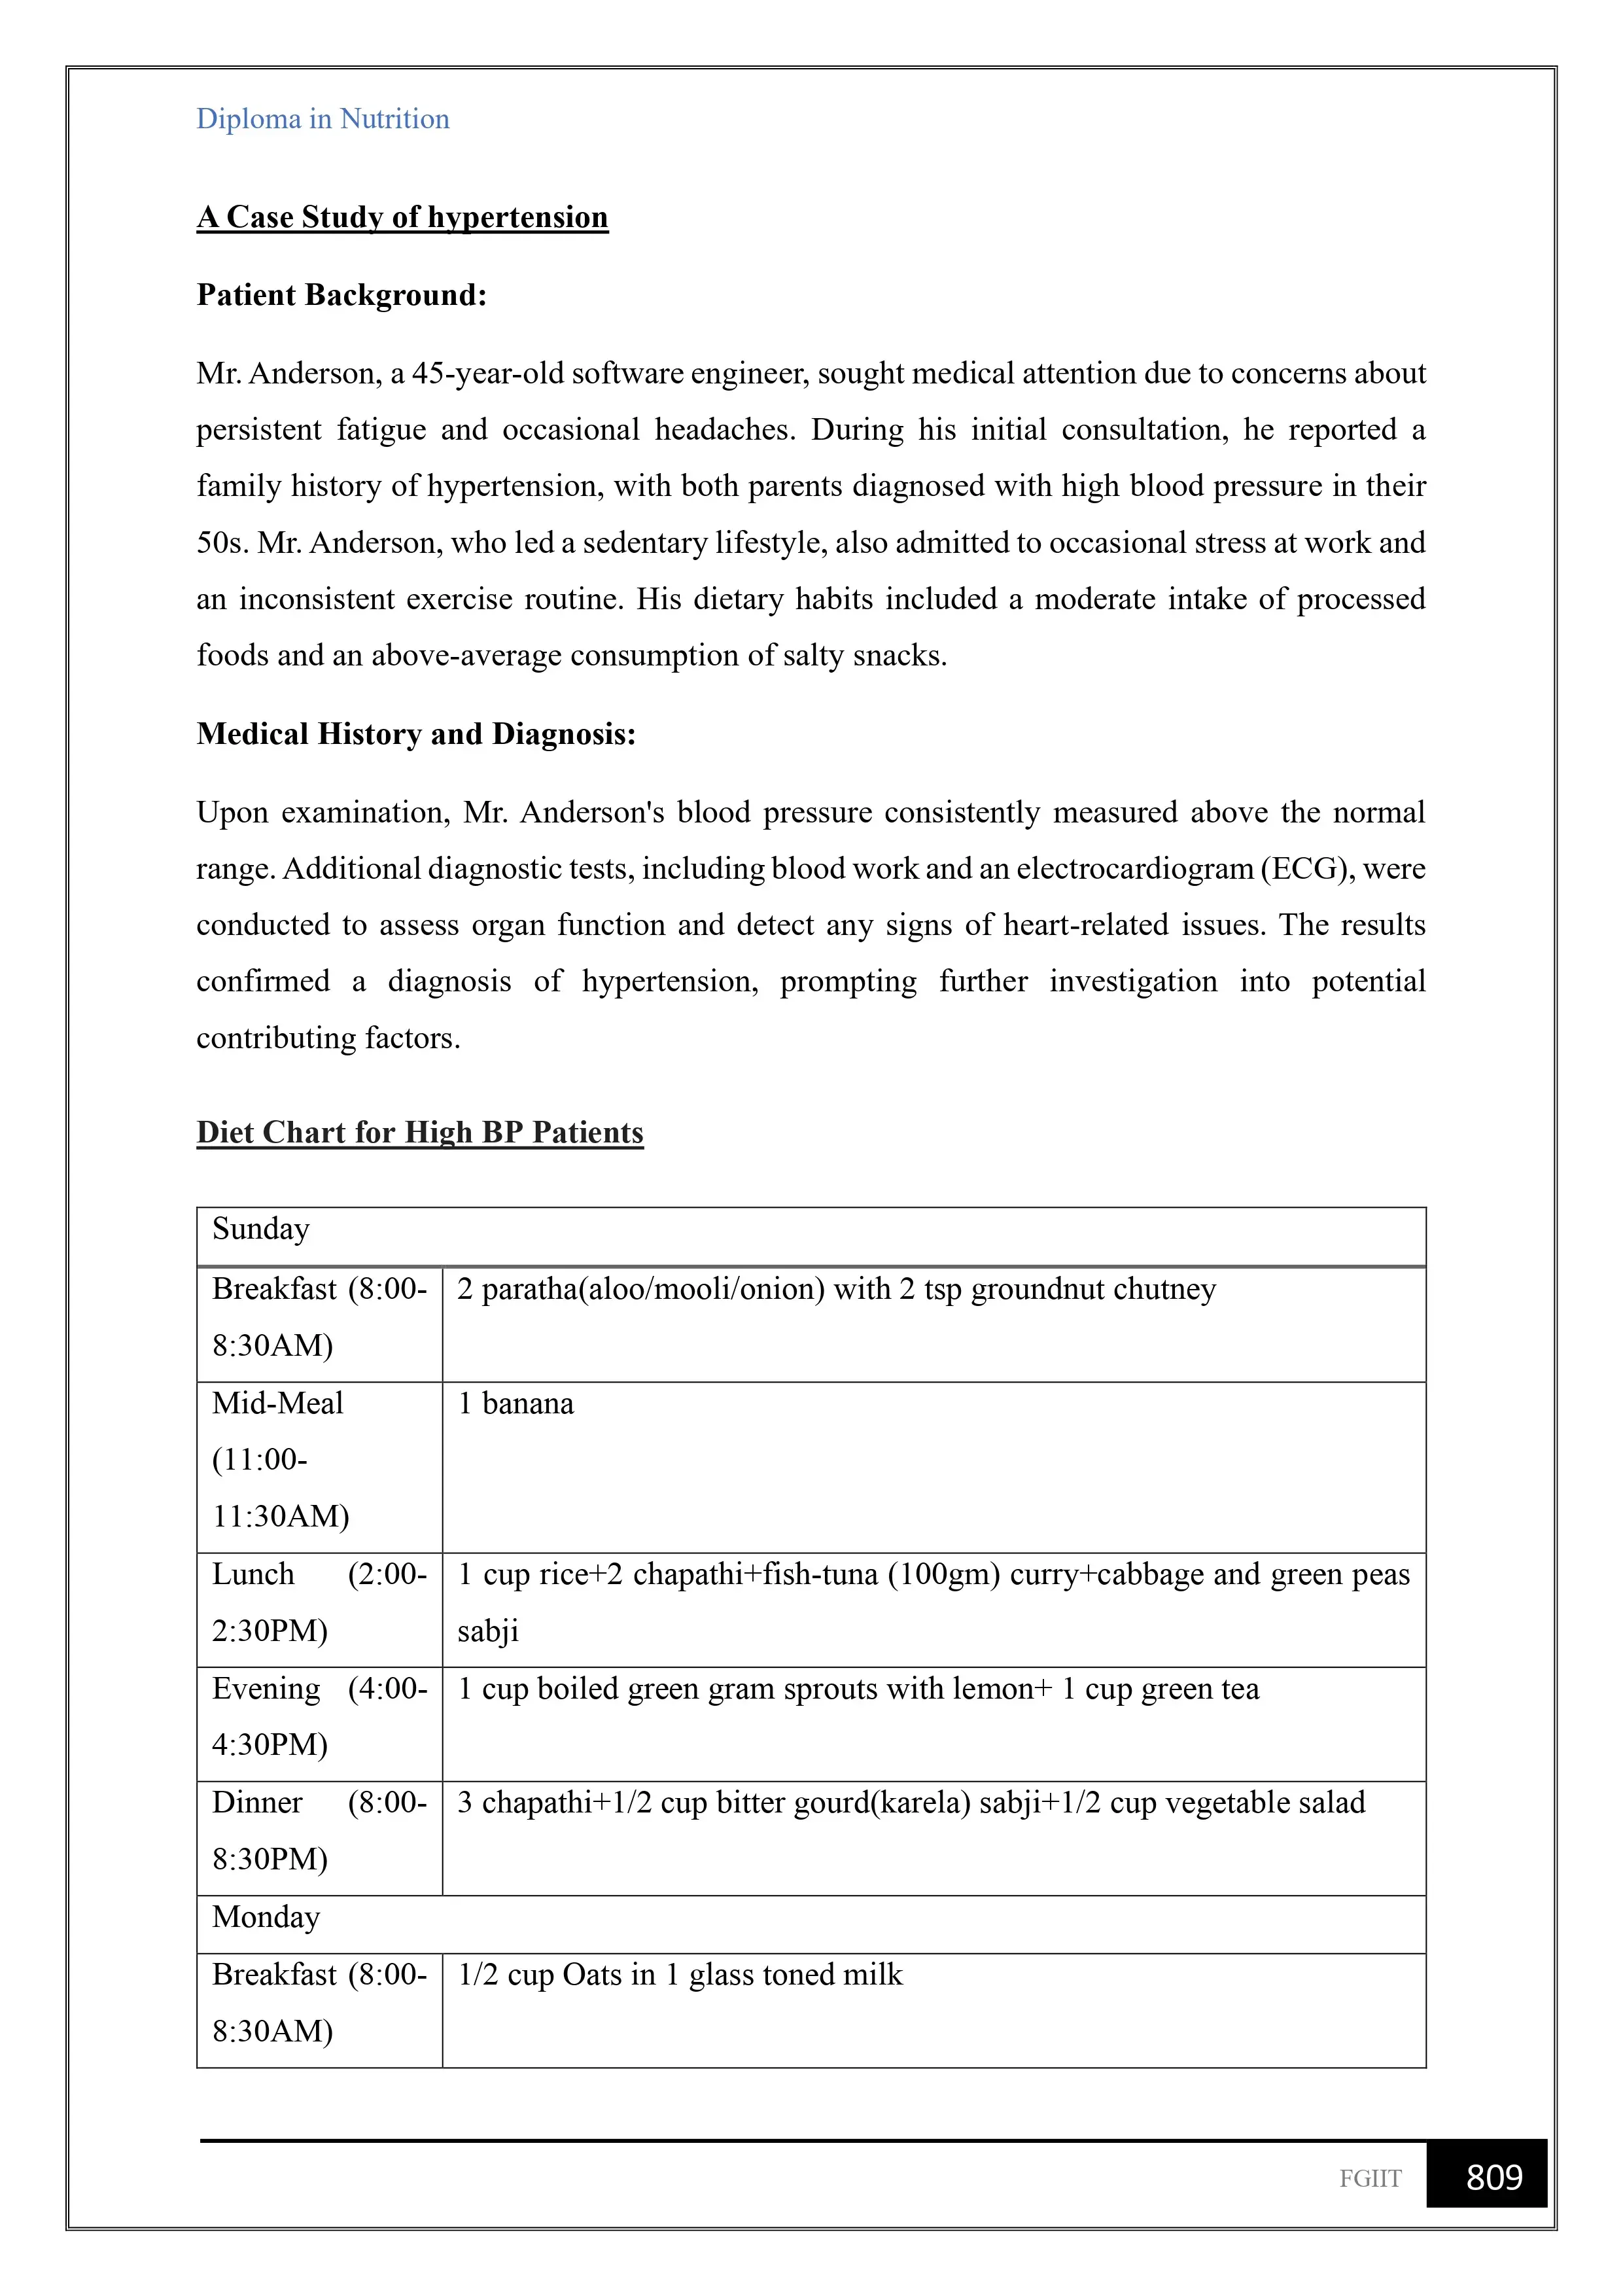 Diploma in Nutrition
A Case Study of hypertension
Patient Background:
Mr. Anderson, a 45-year-old software engineer, sought medical attention due to concerns about
persistent fatigue and occasional headaches. During his initial consultation, he reported a
family history of hypertension, with both parents diagnosed with high blood pressure in their
50s. Mr. Anderson, who led a sedentary lifestyle, also admitted to occasional stress at work and
an inconsistent exercise routine. His dietary habits included a moderate intake of processed
foods and an above-average consumption of salty snacks.
Medical History and Diagnosis:
Upon examination, Mr. Anderson's blood pressure consistently measured above the normal
range. Additional diagnostic tests, including blood work and an electrocardiogram (ECG), were
conducted to assess organ function and detect any signs of heart-related issues. The results
confirmed a diagnosis of hypertension, prompting further investigation into potential
contributing factors.
Diet Chart for High BP Patients
Sunday
Breakfast (8:00-
8:30AM)
2 paratha(aloo/mooli/onion) with 2 tsp groundnut chutney
Mid-Meal
(11:00-
11:30AM)
1 banana
Lunch (2:00-
2:30PM)
1 cup rice+2 chapathi+fish-tuna (100gm) curry+cabbage and green peas
sabji
Evening (4:00-
4:30PM)
1 cup boiled green gram sprouts with lemon+ 1 cup green tea
Dinner (8:00-
8:30PM)
3 chapathi+1/2 cup bitter gourd(karela) sabji+1/2 cup vegetable salad
Monday
Breakfast (8:00-
8:30AM)
1/2 cup Oats in 1 glass toned milk
FGIIT 809